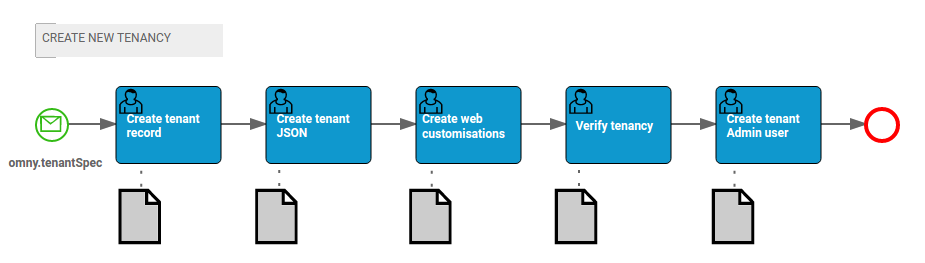 CREATE NEW TENANCY
omny.tenantSpec
Create tenant
record
Create tenant
JSON
Create web
customisations
Verify tenancy
Create tenant
Admin user